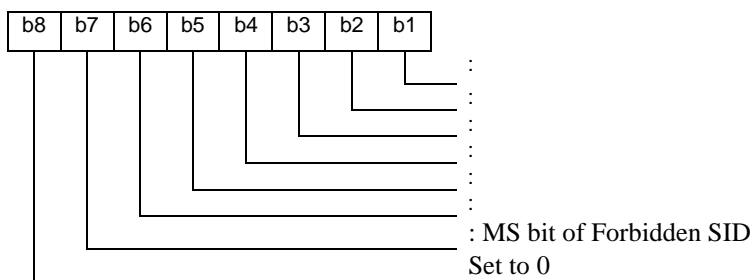 b8 b7 b6 b5 b4 b3 b2 b1
:
:
:
:
:
:
: MS bit of Forbidden SID
Set to 0